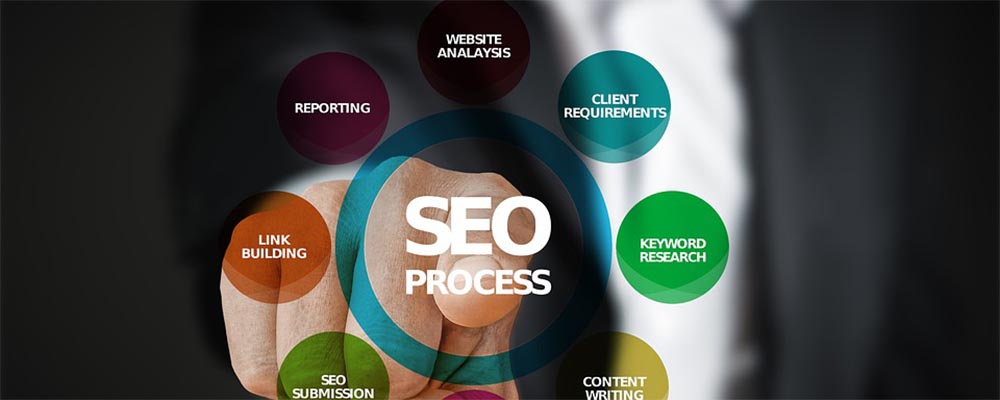 WEBSITE
ANALAYSIS
REPORTING
CLIENT
REQUIREMENTS
SEO
PROCESS
LINK
BUILDING
KEYWORD
RESEARCH
SEO
SUBMISSION
CONTENT
WRITING